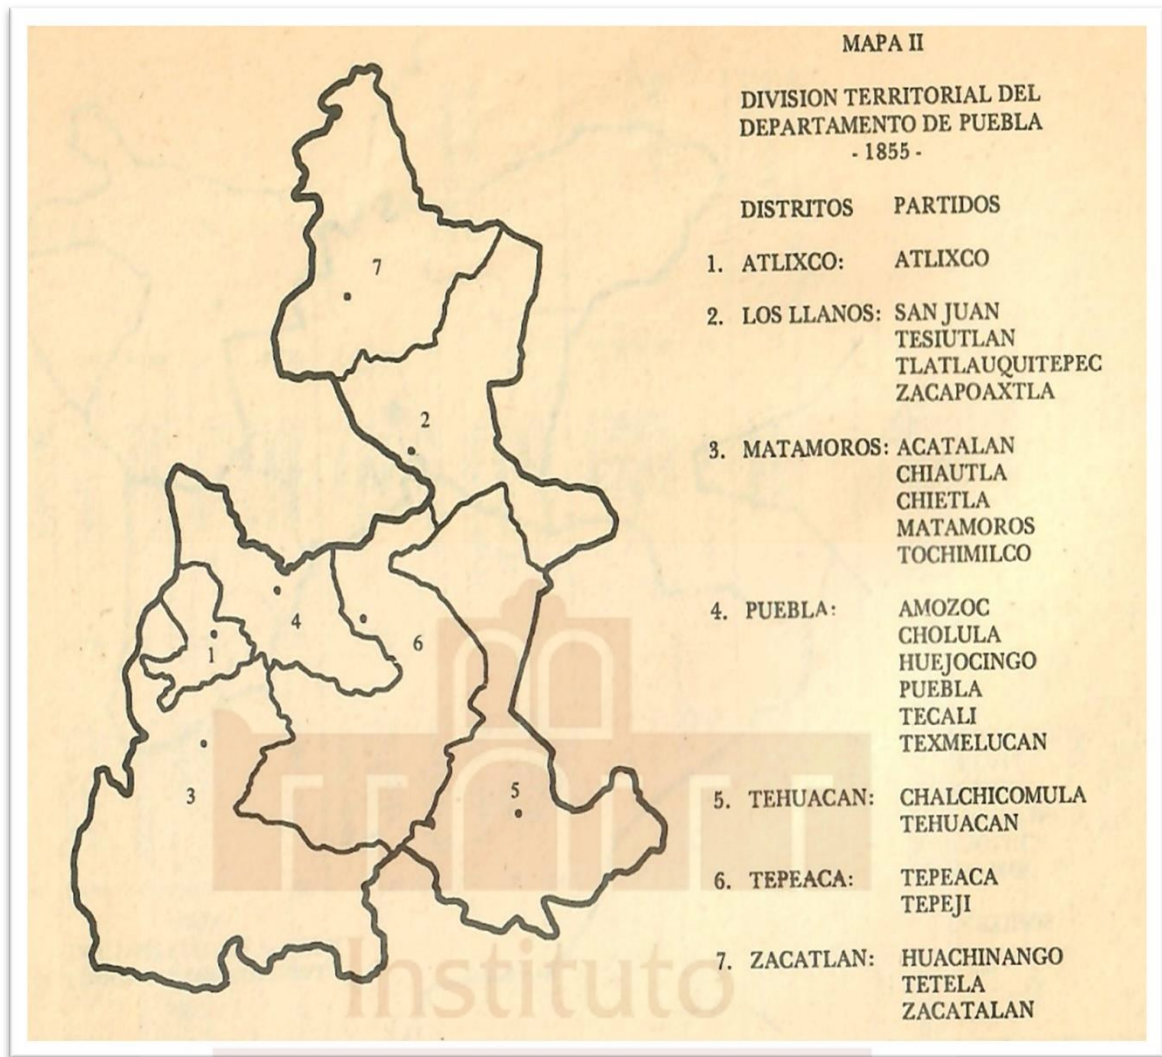 MAPA II
DIVISION TERRITORIAL DEL
DEPARTAMENTO DE PUEBLA
- 1855 -
DISTRITOS PARTIDOS
1. ATLIXCO: ATLIXCO
2. LOS LLANOS: SAN JUAN
TESIUTLAN
TLATLAUQUITEPEC
ZACAPOAXTLA
3. MATAMOROS: ACATALAN
CHIAUTLA
CHIETLA
MATAMOROS
TOCHIMILCO
4. PUEBLA: AMOZOC
CHOLULA
HUEJOCINGO
PUEBLA
TECALI
TEXMELUCAN
5. TEHUACAN: CHALCHICOMULA
TEHUACAN
6. TEPEACA: TEPEACA
TEPEJI
7. ZACATLAN: HUACHINANGO
TETELA
ZACATALAN
7
2
4
6
1
3
5
Instituto